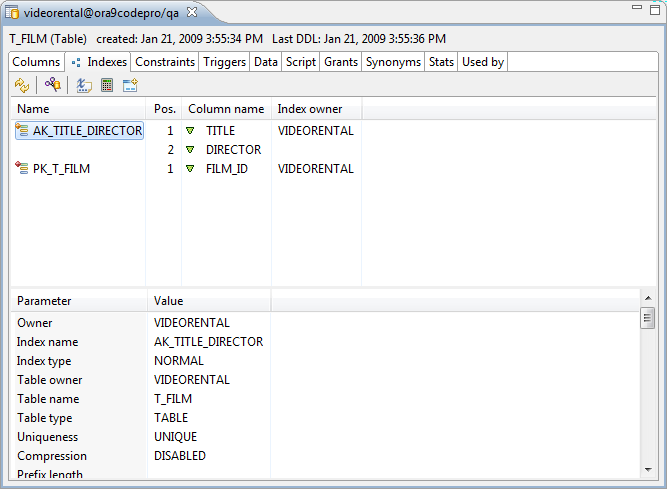 videorental@ora9codepro/qa
T_FILM (Table) created: Jan 21, 2009 3:55:34 PM Last DDL: Jan 21, 2009 3:55:36 PM
Columns Indexes Constraints Triggers Data Script Grants Synonyms Stats Used by
Name Pos. Column name Index owner
AK_TITLE_DIRECTOR 1 TITLE VIDEORENTAL
2 DIRECTOR
PK_T_FILM 1 FILM_ID VIDEORENTAL
Parameter Value
Owner VIDEORENTAL
Index name AK_TITLE_DIRECTOR
Index type NORMAL
Table owner VIDEORENTAL
Table name T_FILM
Table type TABLE
Uniqueness UNIQUE
Compression DISABLED
Prefix length